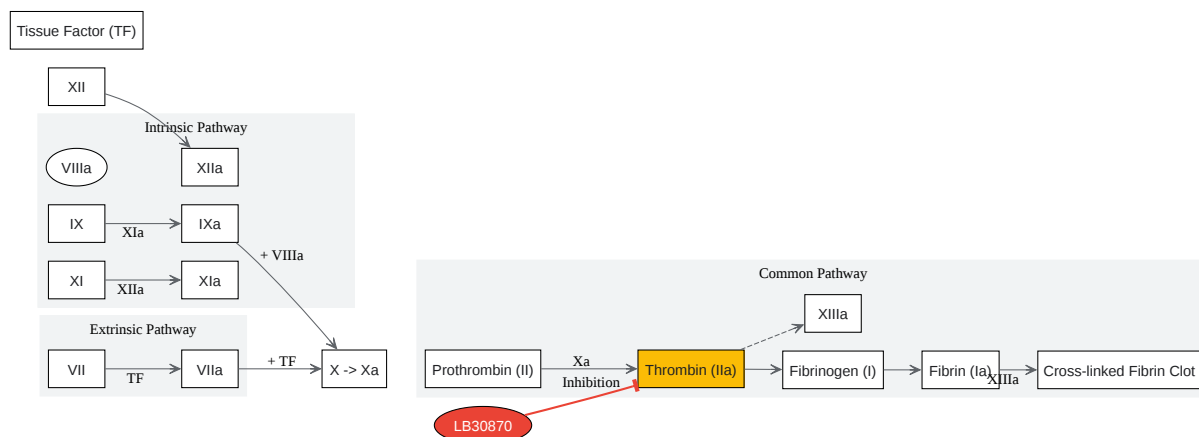 Tissue Factor (TF)
XII
Intrinsic Pathway
VIIIa
XIIa
IX
XIa
IXa
+ VIIIa
XI
XIIa
XIa
Extrinsic Pathway
VII
TF
VIIa
+ TF
X -> Xa
Common Pathway
XIIIa
Prothrombin (II)
Xa
Inhibition
Thrombin (IIa)
Fibrinogen (I)
Fibrin (Ia)
XIIIa
Cross-linked Fibrin Clot
LB30870